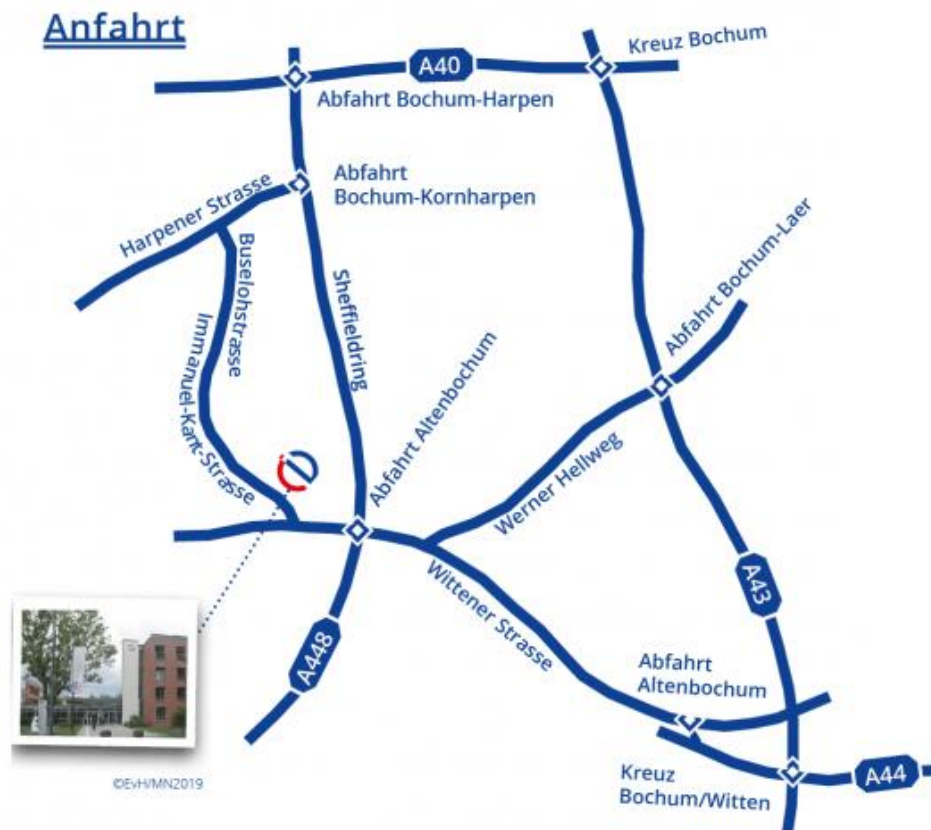 Anfahrt
Kreuz Bochum
A40
Abfahrt Bochum-Harpen
Abfahrt
Bochum-Kornharpen
Harpener Strasse
Buselohstrasse
Sheffieldring
Abfahrt Bochum-Laer
Immanuel-Kant-Strasse
Abfahrt Altenbochum
Werner Hellweg
Wittener Strasse
A43
A448
Abfahrt
Altenbochum
Kreuz
Bochum/Witten
A44
©EvH/MN2019